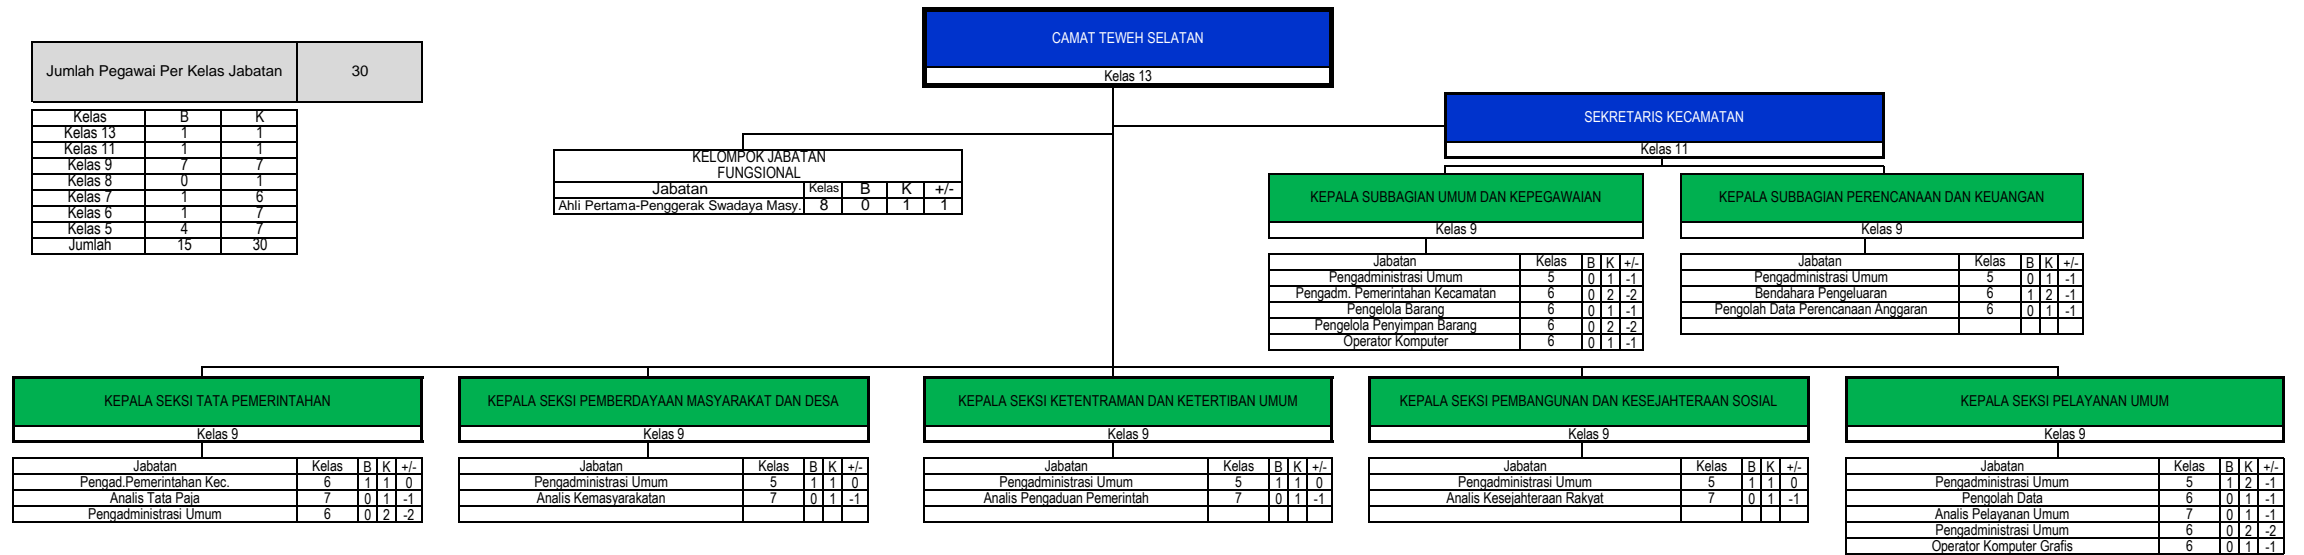 CAMAT TEWEH SELATAN
Kelas 13
Jumlah Pegawai Per Kelas Jabatan 30
Kelas B K
Kelas 13 1 1
Kelas 11 1 1
Kelas 9 7 7
Kelas 8 0 1
Kelas 7 1 6
Kelas 6 1 7
Kelas 5 4 7
Jumlah 15 30
SEKRETARIS KECAMATAN
Kelas 11
KELOMPOK JABATAN
FUNGSIONAL
Jabatan Kelas B K +/-
Ahli Pertama-Penggerak Swadaya Masy. 8 0 1 1
KEPALA SUBBAGIAN UMUM DAN KEPEGAWAIAN
Kelas 9
Jabatan Kelas B K +/-
Pengadministrasi Umum 5 0 1 -1
Pengadm. Pemerintahan Kecamatan 6 0 2 -2
Pengelola Barang 6 0 1 -1
Pengelola Penyimpan Barang 6 0 2 -2
Operator Komputer 6 0 1 -1
KEPALA SUBBAGIAN PERENCANAAN DAN KEUANGAN
Kelas 9
Jabatan Kelas B K +/-
Pengadministrasi Umum 5 0 1 -1
Bendahara Pengeluaran 6 1 2 -1
Pengolah Data Perencanaan Anggaran 6 0 1 -1
KEPALA SEKSI TATA PEMERINTAHAN
Kelas 9
Jabatan Kelas B K +/-
Pengad.Pemerintahan Kec. 6 1 1 0
Analis Tata Paja 7 0 1 -1
Pengadministrasi Umum 6 0 2 -2
KEPALA SEKSI PEMBERDAYAAN MASYARAKAT DAN DESA
Kelas 9
Jabatan Kelas B K +/-
Pengadministrasi Umum 5 1 1 0
Analis Kemasyarakatan 7 0 1 -1
KEPALA SEKSI KETENTRAMAN DAN KETERTIBAN UMUM
Kelas 9
Jabatan Kelas B K +/-
Pengadministrasi Umum 5 1 1 0
Analis Pengaduan Pemerintah 7 0 1 -1
KEPALA SEKSI PEMBANGUNAN DAN KESEJAHTERAAN SOSIAL
Kelas 9
Jabatan Kelas B K +/-
Pengadministrasi Umum 5 1 1 0
Analis Kesejahteraan Rakyat 7 0 1 -1
KEPALA SEKSI PELAYANAN UMUM
Kelas 9
Jabatan Kelas B K +/-
Pengadministrasi Umum 5 1 2 -1
Pengolah Data 6 0 1 -1
Analis Pelayanan Umum 7 0 1 -1
Pengadministrasi Umum 6 0 2 -2
Operator Komputer Grafis 6 0 1 -1